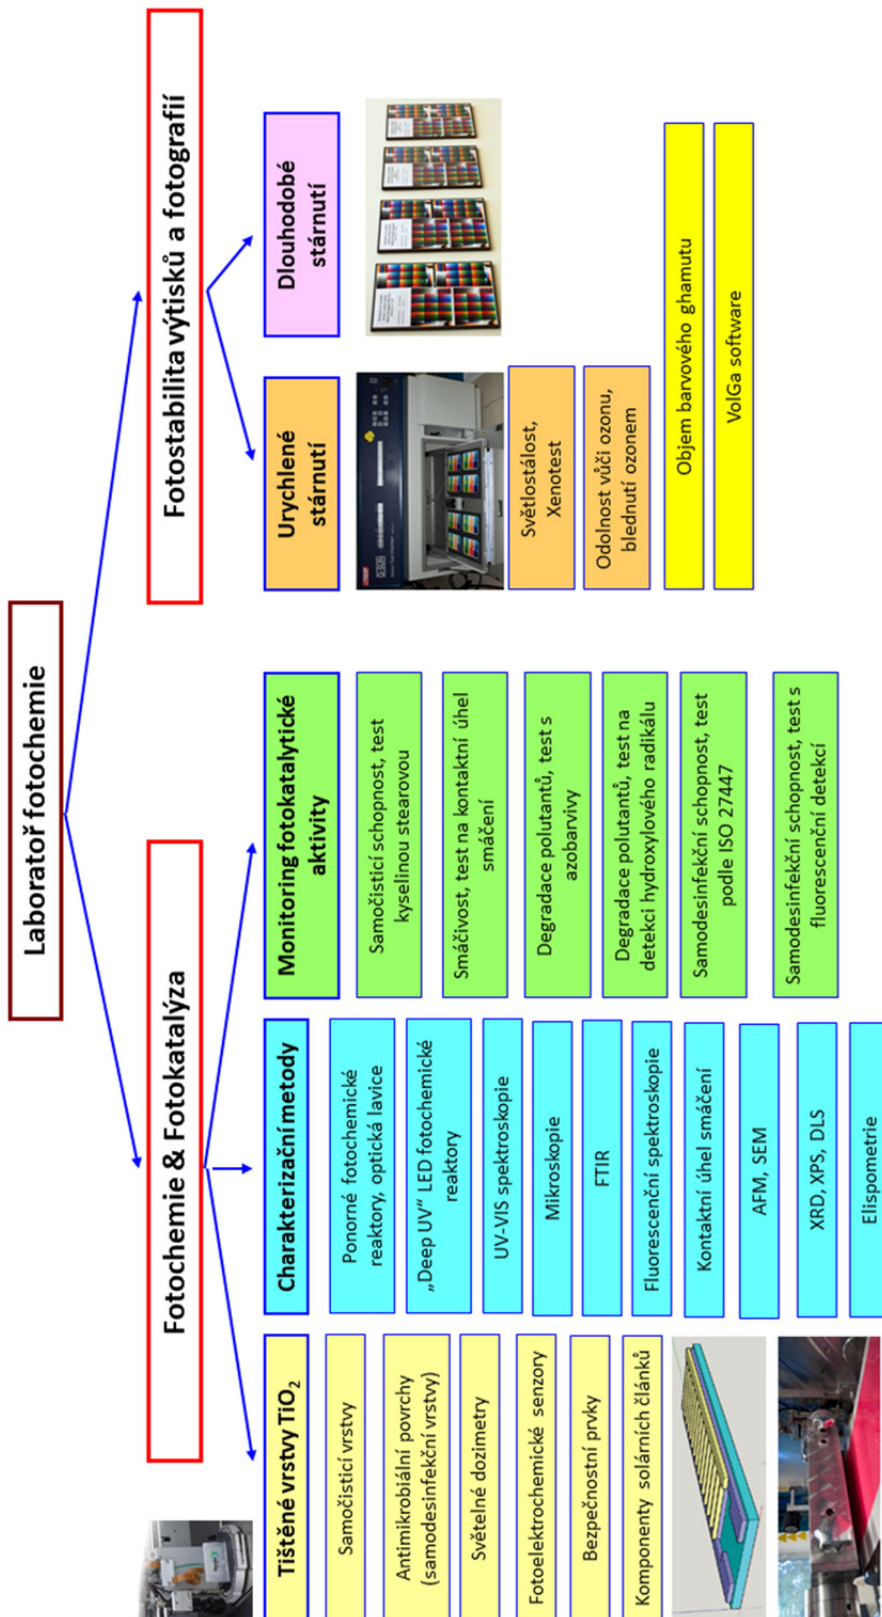 Laboratoř fotochemie
Fotochemie & Fotokatalýza
Fotostabilita výtisků a fotografií
Tištěné vrstvy TiO₂
Samočisticí vrstvy
Antimikrobiální povrchy
(samodesinfekční vrstvy)
Světelné dozimetry
Fotoelektrochemické senzory
Bezpečnostní prvky
Komponenty solárních článků
Charakterizační metody
Ponorné fotochemické
reaktory, optická lavice
„Deep UV“ LED fotochemické
reaktory
UV-VIS spektroskopie
Mikroskopie
FTIR
Fluorescenční spektroskopie
Kontaktní úhel smáčení
AFM, SEM
XRD, XPS, DLS
Elispometrie
Monitoring fotokatalytické
aktivity
Samočisticí schopnost, test
kyselinou stearovou
Smáčivost, test na kontaktní úhel
smáčení
Degradace polutantů, test s
azobarvivy
Degradace polutantů, test na
detekci hydroxylového radikálu
Samodesinfekční schopnost, test
podle ISO 27447
Samodesinfekční schopnost, test s
fluorescenční detekcí
Urychlené
stárnutí
Světlostálost,
Xenotest
Odolnost vůči ozonu,
blednutí ozonem
Dlouhodobé
stárnutí
Objem barvového ghamutu
VolGa software